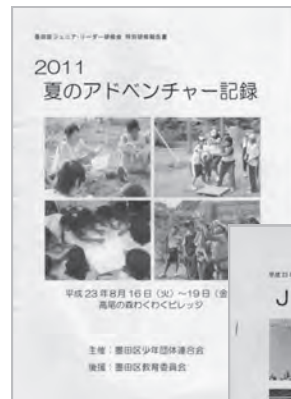 墨田区ジュニア・リーダー研修会 特別研修報告書
2011
夏のアドベンチャー記録
平成23年8月16日（火）～19日（金
高尾の森わくわくビレッジ
主催：墨田区少年団体連合会
後援：墨田区教育委員会
J